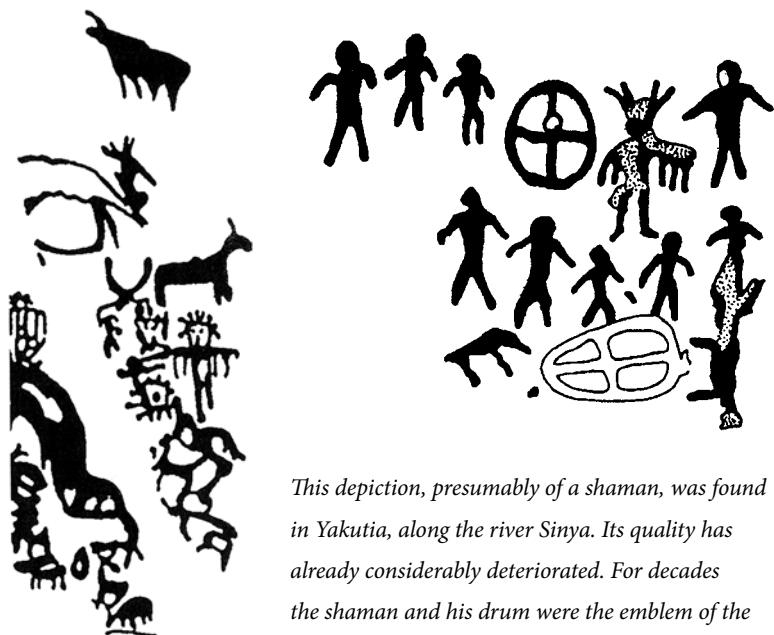 This depiction, presumably of a shaman, was found
in Yakutia, along the river Sinya. Its quality has
already considerably deteriorated. For decades
the shaman and his drum were the emblem of the